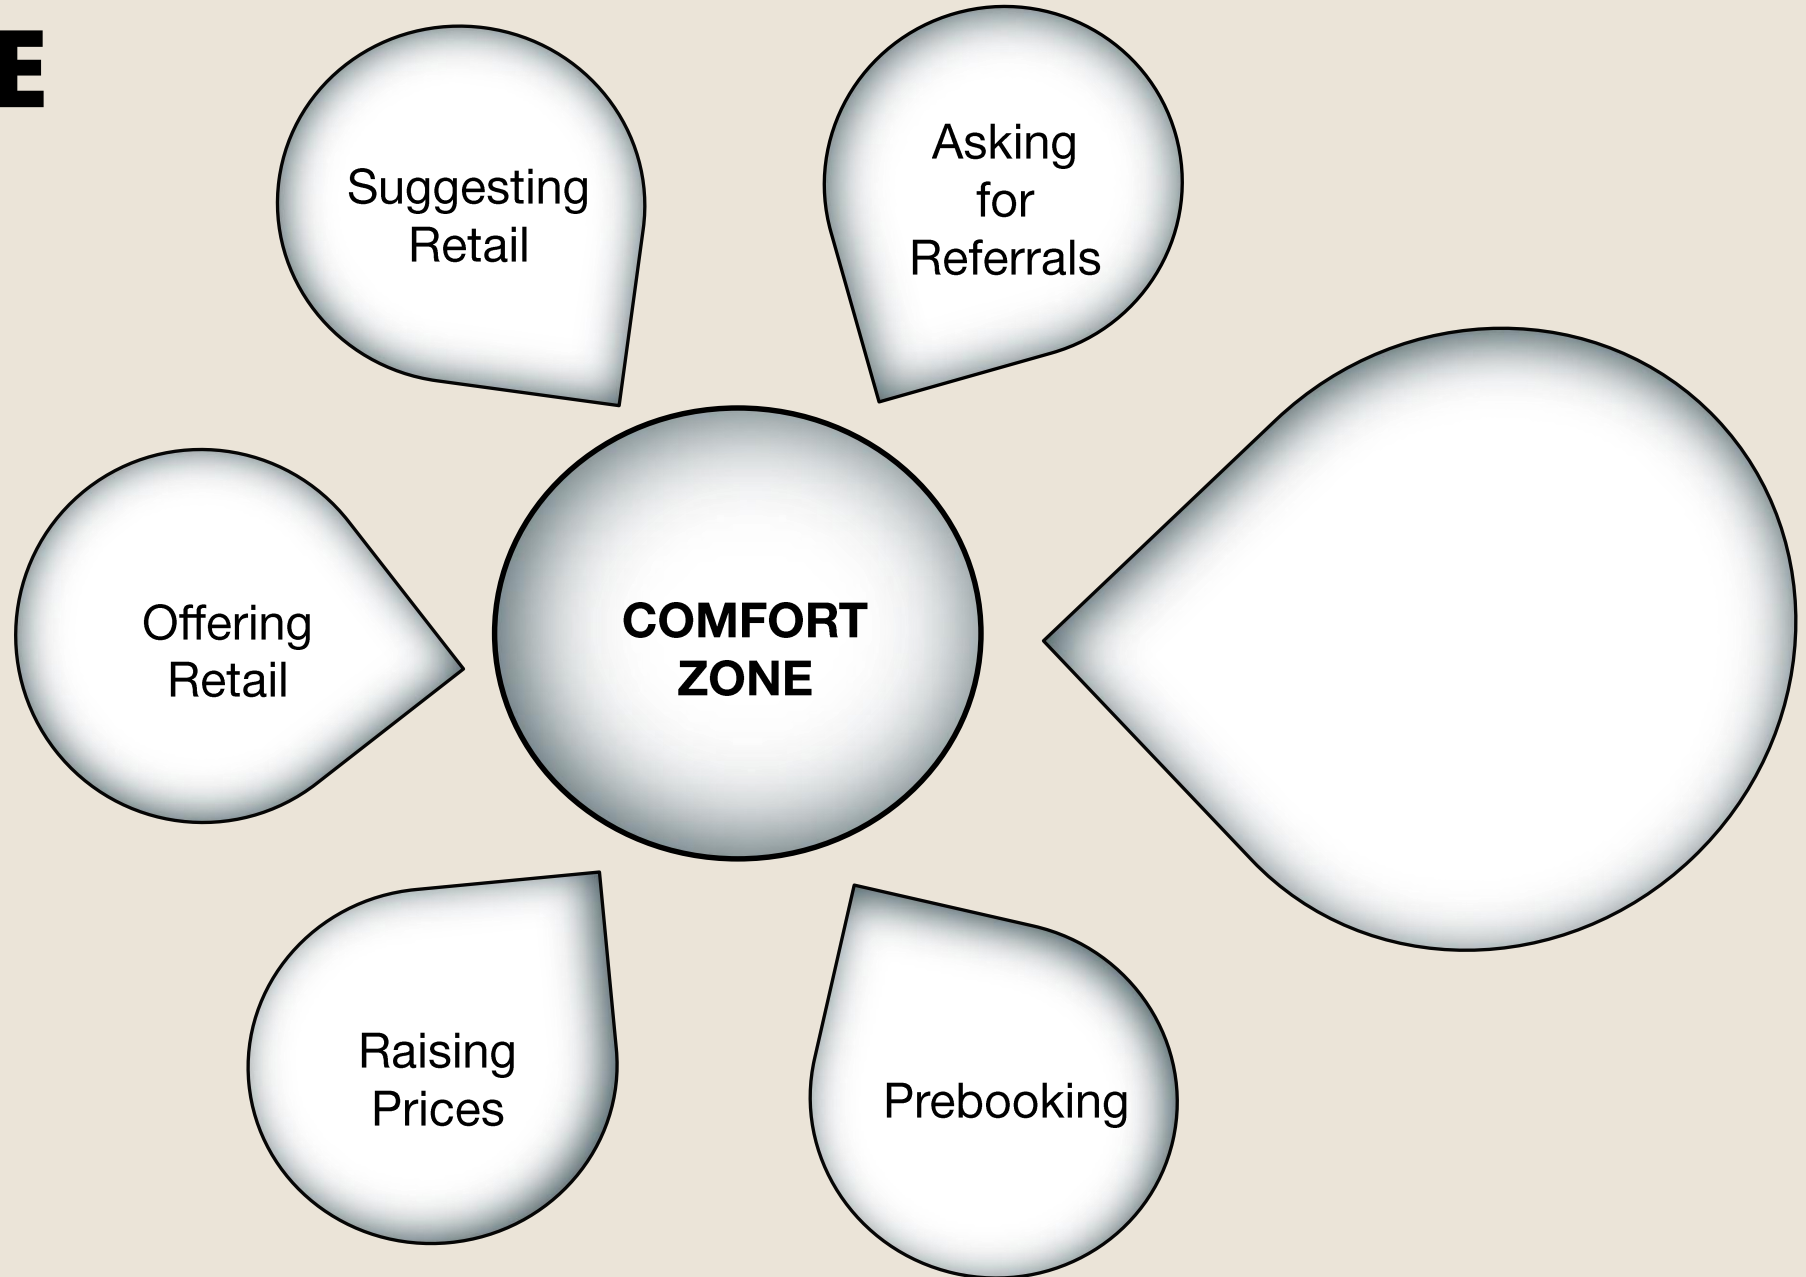 E
Suggesting
Retail
Asking
for
Referrals
Offering
Retail
COMFORT
ZONE
Raising
Prices
Prebooking